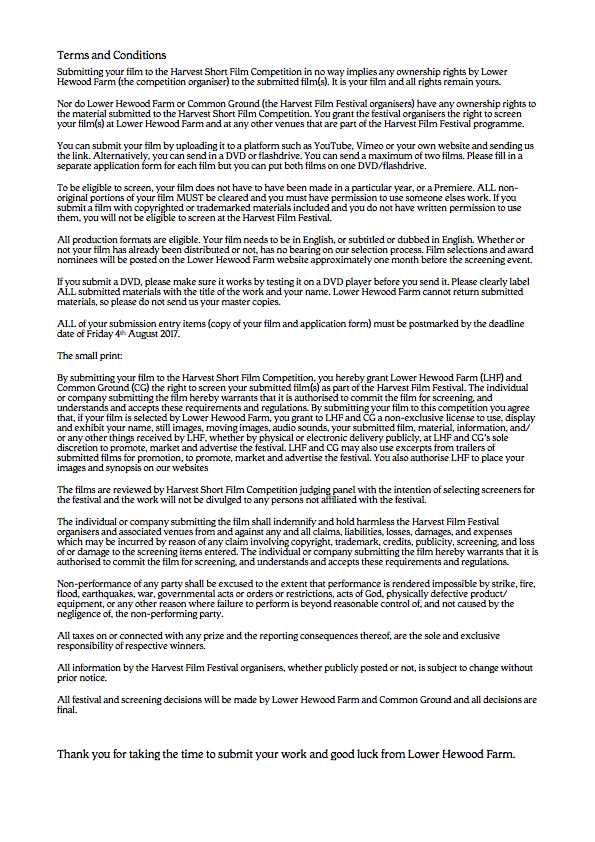 Terms and Conditions
Submitting your film to the Harvest Short Film Competition in no way implies any ownership rights by Lower
Hewood Farm (the competition organiser) to the submitted film(s). It is your film and all rights remain yours.
Nor do Lower Hewood Farm or Common Ground (the Harvest Film Festival organisers) have any ownership rights to
the material submitted to the Harvest Short Film Competition. You grant the festival organisers the right to screen
your film(s) at Lower Hewood Farm and at any other venues that are part of the Harvest Film Festival programme.
You can submit your film by uploading it to a platform such as YouTube, Vimeo or your own website and sending us
the link. Alternatively, you can send in a DVD or flashdrive. You can send a maximum of two films. Please fill in a
separate application form for each film but you can put both films on one DVD/flashdrive.
To be eligible to screen, your film does not have to have been made in a particular year, or a Premiere. ALL non-
original portions of your film MUST be cleared and you must have permission to use someone elses work. If you
submit a film with copyrighted or trademarked materials included and you do not have written permission to use
them, you will not be eligible to screen at the Harvest Film Festival.
All production formats are eligible. Your film needs to be in English, or subtitled or dubbed in English. Whether or
not your film has already been distributed or not, has no bearing on our selection process. Film selections and award
nominees will be posted on the Lower Hewood Farm website approximately one month before the screening event.
If you submit a DVD, please make sure it works by testing it on a DVD player before you send it. Please clearly label
ALL submitted materials with the title of the work and your name. Lower Hewood Farm cannot return submitted
materials, so please do not send us your master copies.
ALL of your submission entry items (copy of your film and application form) must be postmarked by the deadline
date of Friday 4th August 2017.
The small print:
By submitting your film to the Harvest Short Film Competition, you hereby grant Lower Hewood Farm (LHF) and
Common Ground (CG) the right to screen your submitted film(s) as part of the Harvest Film Festival. The individual
or company submitting the film hereby warrants that it is authorised to commit the film for screening, and
understands and accepts these requirements and regulations. By submitting your film to this competition you agree
that, if your film is selected by Lower Hewood Farm, you grant to LHF and CG a non-exclusive license to use, display
and exhibit your name, still images, moving images, audio sounds, your submitted film, material, information, and/
or any other things received by LHF, whether by physical or electronic delivery publicly, at LHF and CG's sole
discretion to promote, market and advertise the festival. LHF and CG may also use excerpts from trailers of
submitted films for promotion, to promote, market and advertise the festival. You also authorise LHF to place your
images and synopsis on our websites
The films are reviewed by Harvest Short Film Competition judging panel with the intention of selecting screeners for
the festival and the work will not be divulged to any persons not affiliated with the festival.
The individual or company submitting the film shall indemnify and hold harmless the Harvest Film Festival
organisers and associated venues from and against any and all claims, liabilities, losses, damages, and expenses
which may be incurred by reason of any claim involving copyright, trademark, credits, publicity, screening, and loss
of or damage to the screening items entered. The individual or company submitting the film hereby warrants that it is
authorised to commit the film for screening, and understands and accepts these requirements and regulations.
Non-performance of any party shall be excused to the extent that performance is rendered impossible by strike, fire,
flood, earthquakes, war, governmental acts or orders or restrictions, acts of God, physically defective product/
equipment, or any other reason where failure to perform is beyond reasonable control of, and not caused by the
negligence of, the non-performing party.
All taxes on or connected with any prize and the reporting consequences thereof, are the sole and exclusive
responsibility of respective winners.
All information by the Harvest Film Festival organisers, whether publicly posted or not, is subject to change without
prior notice.
All festival and screening decisions will be made by Lower Hewood Farm and Common Ground and all decisions are
final.
Thank you for taking the time to submit your work and good luck from Lower Hewood Farm.